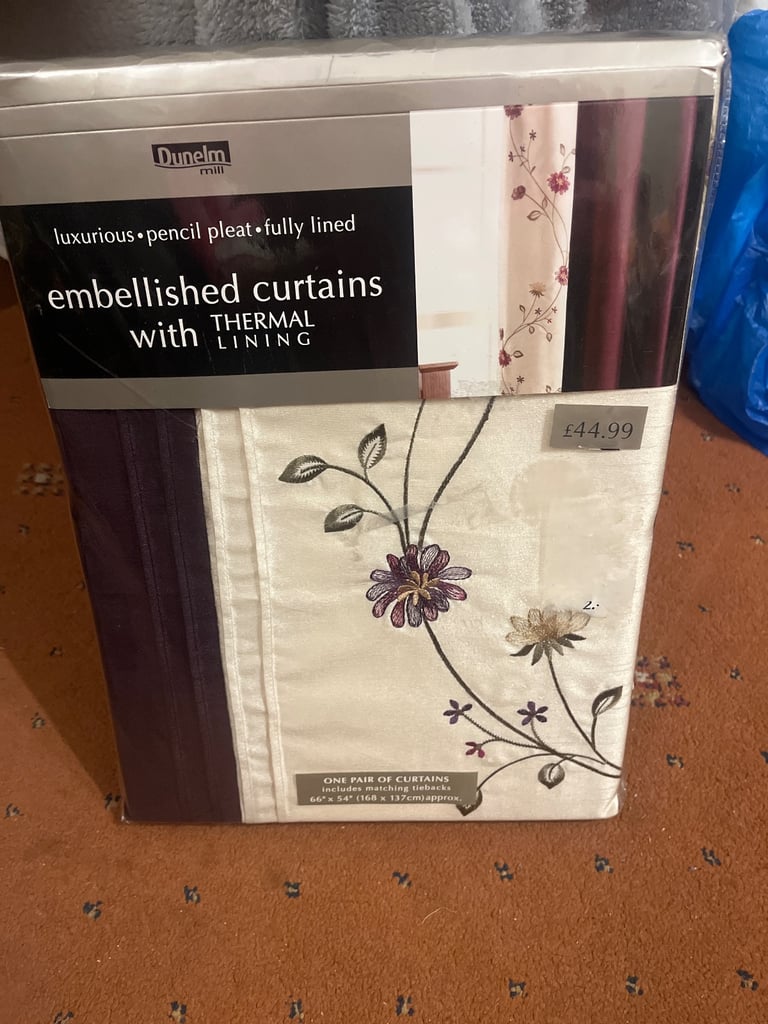 Dunelm
mill
luxurious • pencil pleat • fully lined
embellished curtains
with THERMAL
LINING
£44.99
2.-
ONE PAIR OF CURTAINS
includes matching tiebacks
66" x 54" (168 x 137cm) approx.